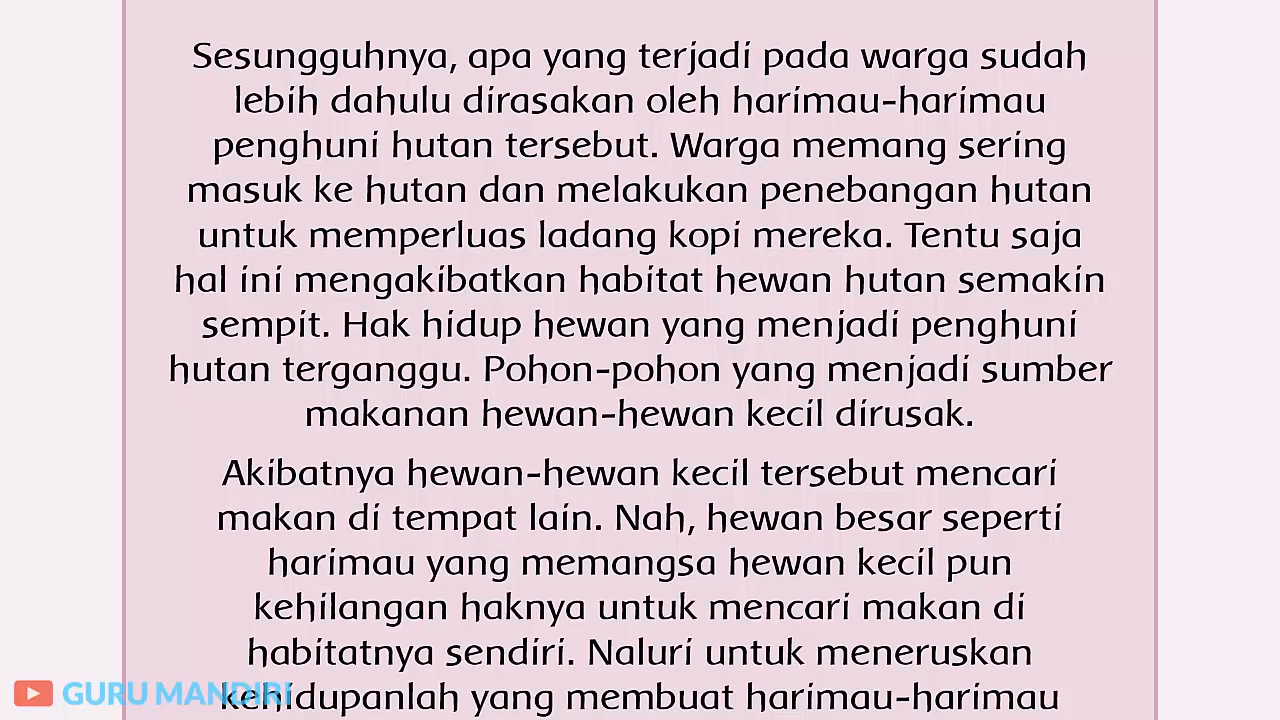 Sesungguhnya, apa yang terjadi pada warga sudah
lebih dahulu dirasakan oleh harimau-harimau
penghuni hutan tersebut. Warga memang sering
masuk ke hutan dan melakukan penebangan hutan
untuk memperluas ladang kopi mereka. Tentu saja
hal ini mengakibatkan habitat hewan hutan semakin
sempit. Hak hidup hewan yang menjadi penghuni
hutan terganggu. Pohon-pohon yang menjadi sumber
makanan hewan-hewan kecil dirusak.
Akibatnya hewan-hewan kecil tersebut mencari
makan di tempat lain. Nah, hewan besar seperti
harimau yang memangsa hewan kecil pun
kehilangan haknya untuk mencari makan di
habitatnya sendiri. Naluri untuk meneruskan
kehidupanlah yang membuat harimau-harimau
GURU MANDIRI